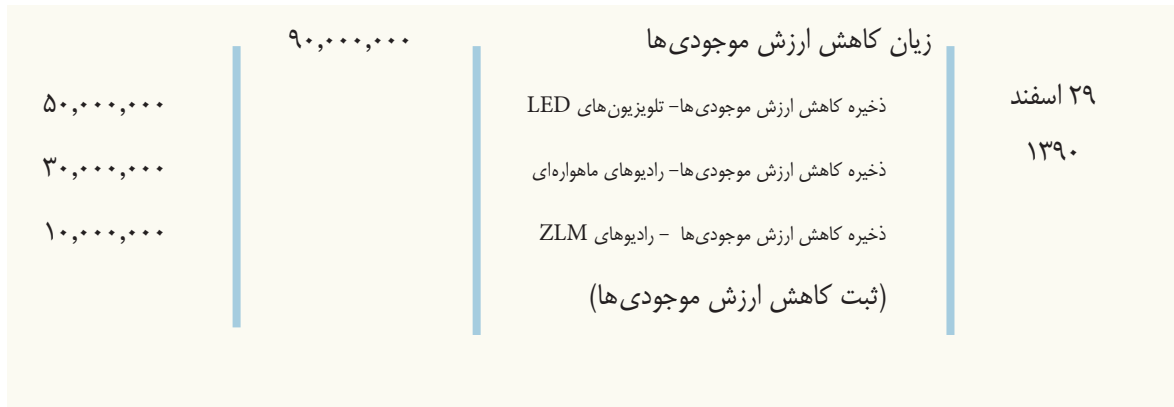 زیان کاهش ارزش موجودی‌ها ۹۰,۰۰۰,۰۰۰
۲۹ اسفند
ذخیره کاهش ارزش موجودی‌ها- تلویزیون‌های LED ۵۰,۰۰۰,۰۰۰
۱۳۹۰
ذخیره کاهش ارزش موجودی‌ها- رادیوهای ماهواره‌ای ۳۰,۰۰۰,۰۰۰
ذخیره کاهش ارزش موجودی‌ها - رادیوهای ZLM ۱۰,۰۰۰,۰۰۰
(ثبت کاهش ارزش موجودی‌ها)